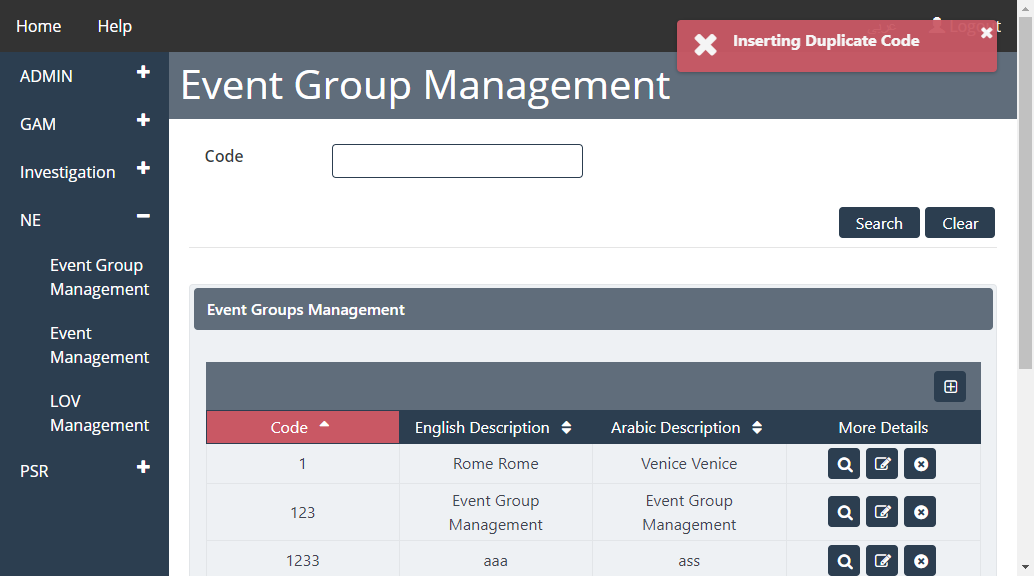 Home Help Logout
Inserting Duplicate Code
ADMIN
GAM
Investigation
NE
Event Group
Management
Event
Management
LOV
Management
PSR
Event Group Management
Code
Search Clear
Event Groups Management
Code English Description Arabic Description More Details
1 Rome Rome Venice Venice
123 Event Group Management Event Group Management
1233 aaa ass